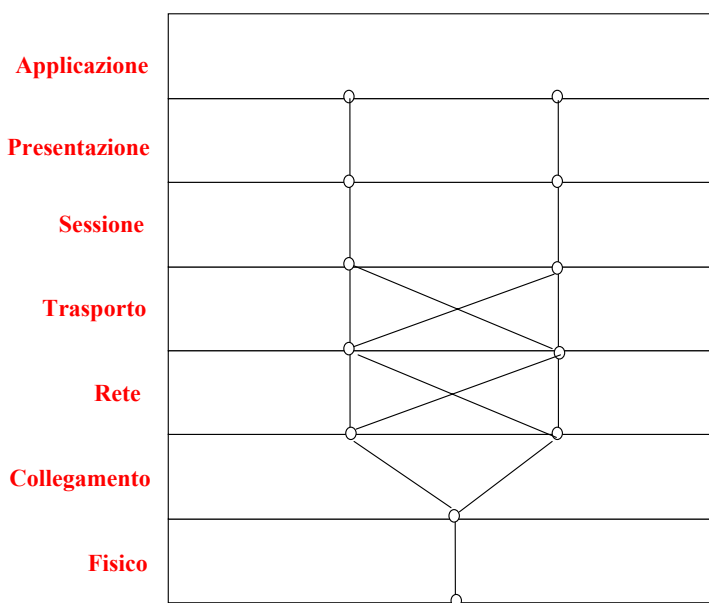 Applicazione
Presentazione
Sessione
Trasporto
Rete
Collegamento
Fisico